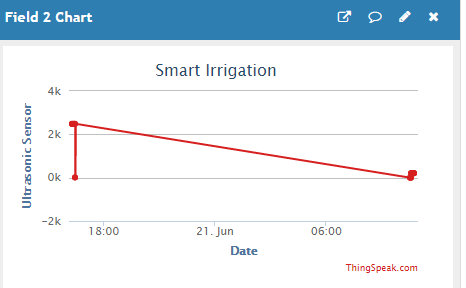 Field 2 Chart
Smart Irrigation
Ultrasonic Sensor
4k
2k
0k
-2k
18:00
21. Jun
06:00
Date
ThingSpeak.com